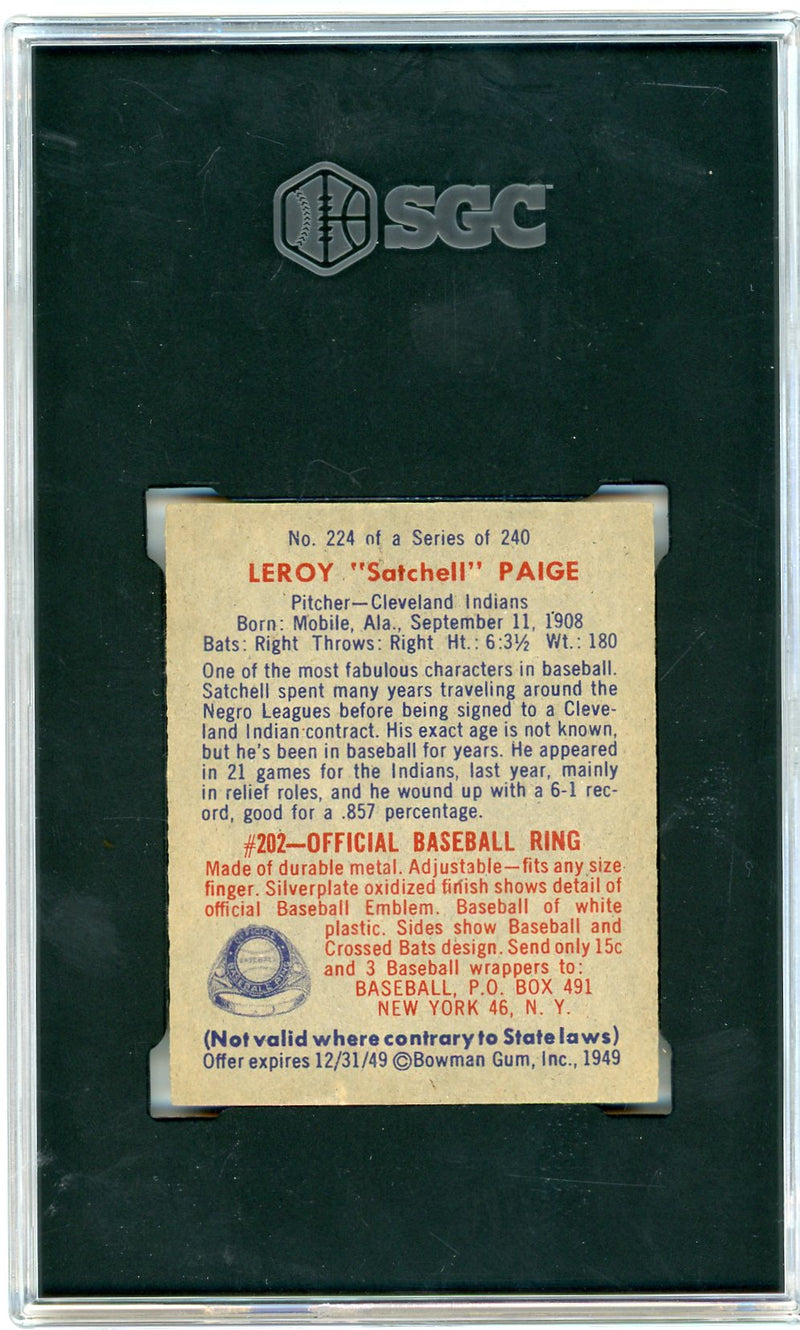 SGC
No. 224 of a Series of 240
LEROY "Satchell" PAIGE
Pitcher—Cleveland Indians
Born: Mobile, Ala., September 11, 1908
Bats: Right Throws: Right Ht.: 6:3½ Wt.: 180
One of the most fabulous characters in baseball.
Satchell spent many years traveling around the
Negro Leagues before being signed to a Cleve-
land Indian contract. His exact age is not known,
but he's been in baseball for years. He appeared
in 21 games for the Indians, last year, mainly
in relief roles, and he wound up with a 6-1 rec-
ord, good for a .857 percentage.
#202—OFFICIAL BASEBALL RING
Made of durable metal. Adjustable—fits any size
finger. Silverplate oxidized finish shows detail of
official Baseball Emblem. Baseball of white
plastic. Sides show Baseball and
Crossed Bats design. Send only 15c
and 3 Baseball wrappers to:
BASEBALL, P.O. BOX 491
NEW YORK 46, N. Y.
OFFICIAL
BASEBALL
BASEBALL RING
(Not valid where contrary to State laws)
Offer expires 12/31/49 ©Bowman Gum, Inc., 1949